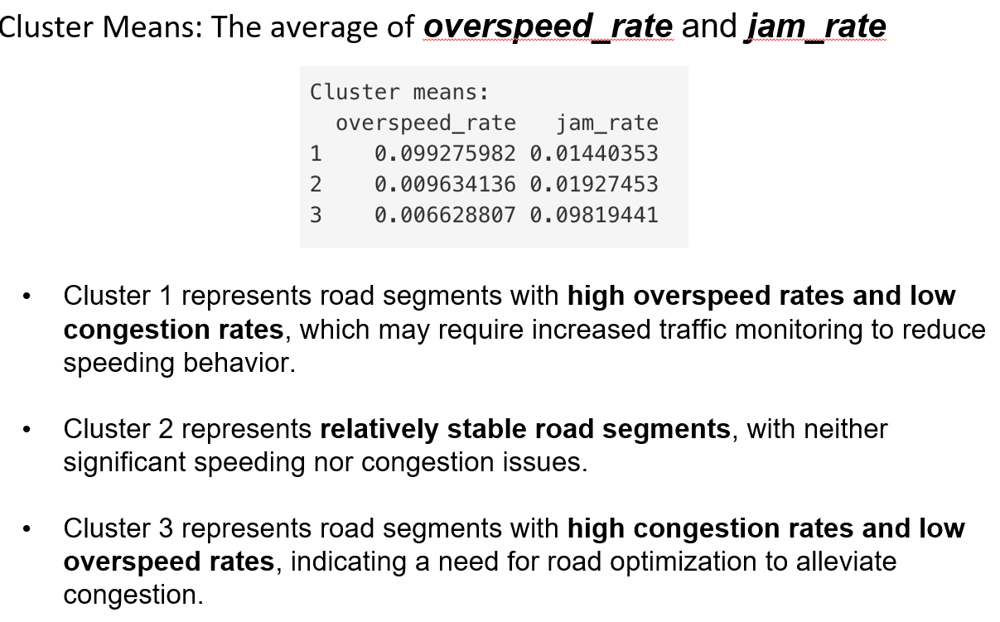 Cluster Means: The average of overspeed_rate and jam_rate
Cluster means:
overspeed_rate jam_rate
1 0.099275982 0.01440353
2 0.009634136 0.01927453
3 0.006628807 0.09819441
• Cluster 1 represents road segments with high overspeed rates and low
congestion rates, which may require increased traffic monitoring to reduce
speeding behavior.
• Cluster 2 represents relatively stable road segments, with neither
significant speeding nor congestion issues.
• Cluster 3 represents road segments with high congestion rates and low
overspeed rates, indicating a need for road optimization to alleviate
congestion.